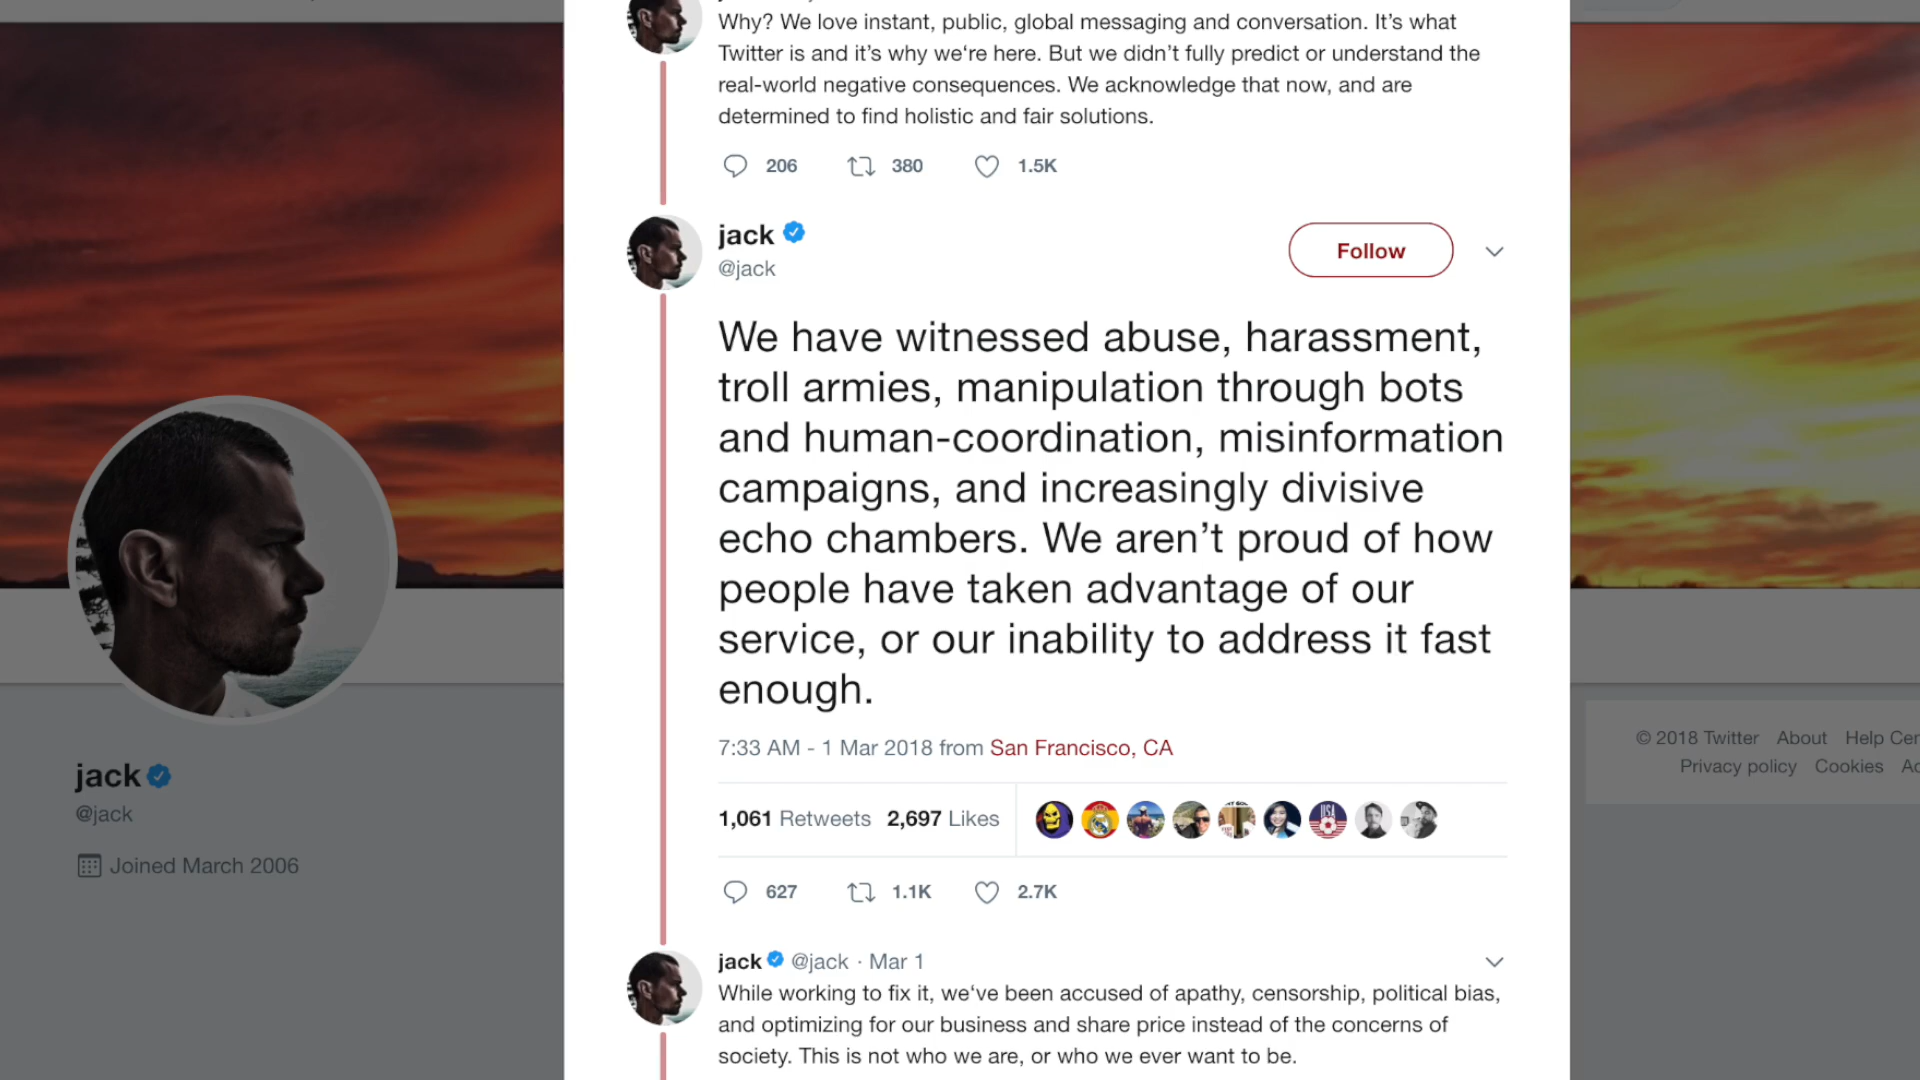 Why? We love instant, public, global messaging and conversation. It’s what
Twitter is and it’s why we‘re here. But we didn’t fully predict or understand the
real-world negative consequences. We acknowledge that now, and are
determined to find holistic and fair solutions.
206 380 1.5K
jack
@jack
Follow
We have witnessed abuse, harassment,
troll armies, manipulation through bots
and human-coordination, misinformation
campaigns, and increasingly divisive
echo chambers. We aren’t proud of how
people have taken advantage of our
service, or our inability to address it fast
enough.
7:33 AM - 1 Mar 2018 from San Francisco, CA
1,061 Retweets 2,697 Likes
USA
627 1.1K 2.7K
jack @jack · Mar 1
While working to fix it, we‘ve been accused of apathy, censorship, political bias,
and optimizing for our business and share price instead of the concerns of
society. This is not who we are, or who we ever want to be.
jack
@jack
Joined March 2006
© 2018 Twitter About Help Cen
Privacy policy Cookies